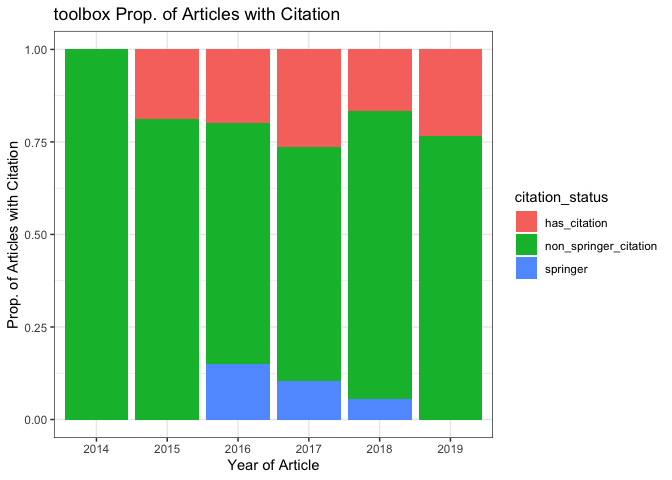 toolbox Prop. of Articles with Citation
Prop. of Articles with Citation
1.00
0.75
0.50
0.25
0.00
2014 2015 2016 2017 2018 2019
Year of Article
citation_status
has_citation
non_springer_citation
springer